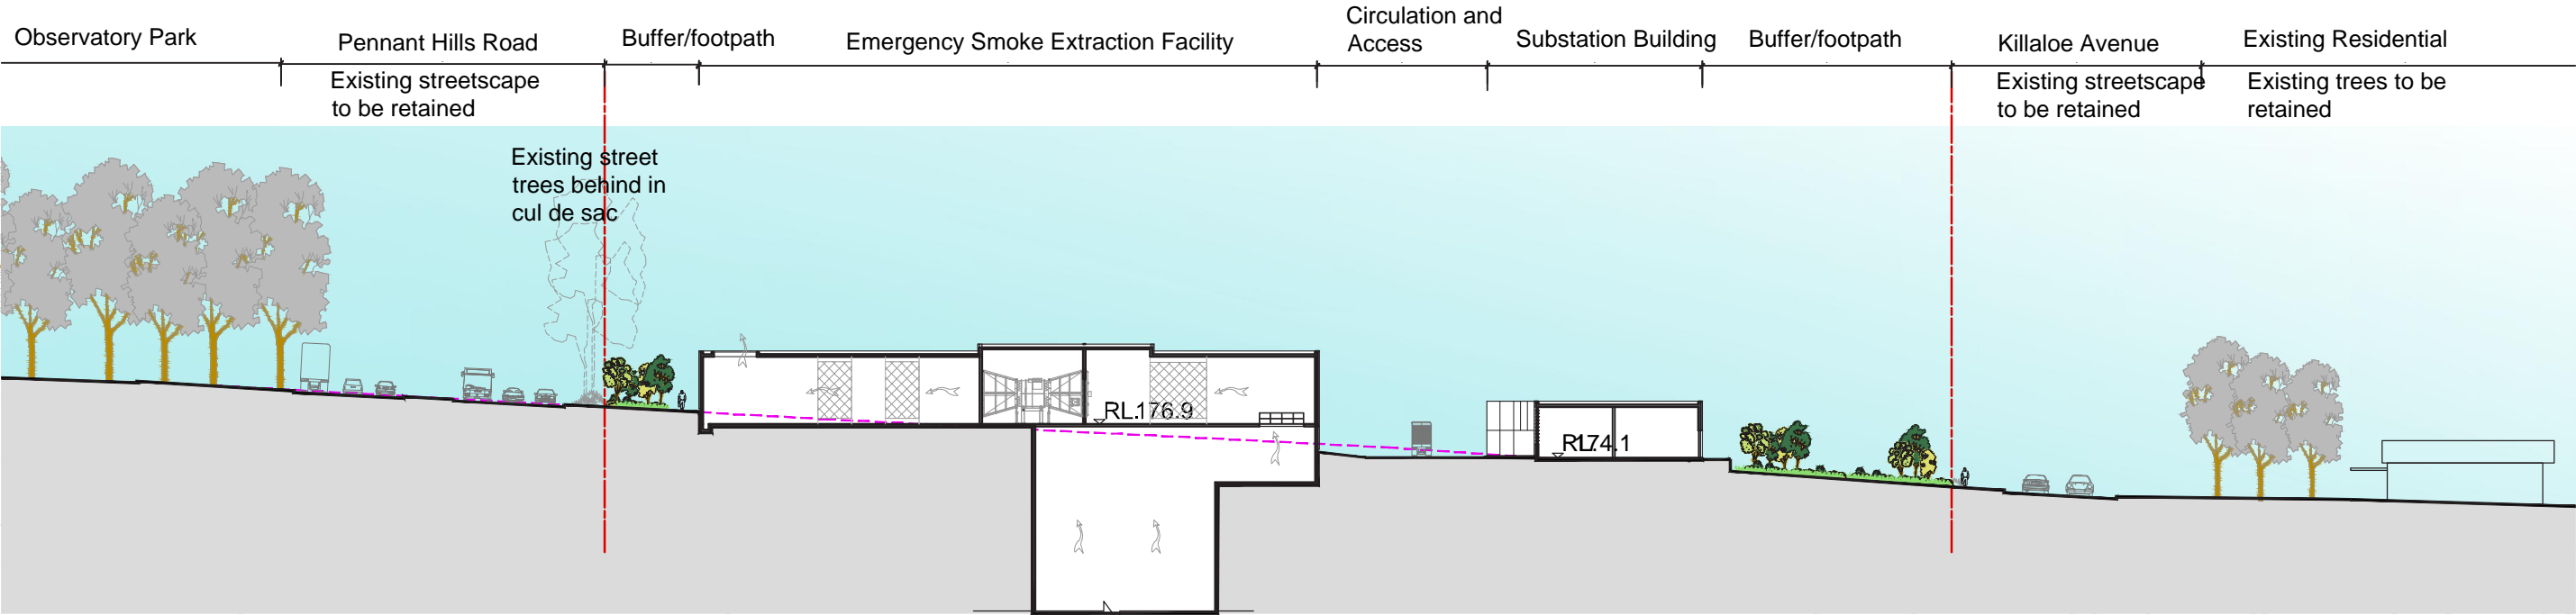 Observatory Park
Pennant Hills Road
Buffer/footpath
Emergency Smoke Extraction Facility
Circulation and
Access
Substation Building
Buffer/footpath
Killaloe Avenue
Existing Residential
Existing streetscape
to be retained
Existing streetscape
to be retained
Existing trees to be
retained
Existing street
trees behind in
cul de sac
RL.176.9
RL174.1